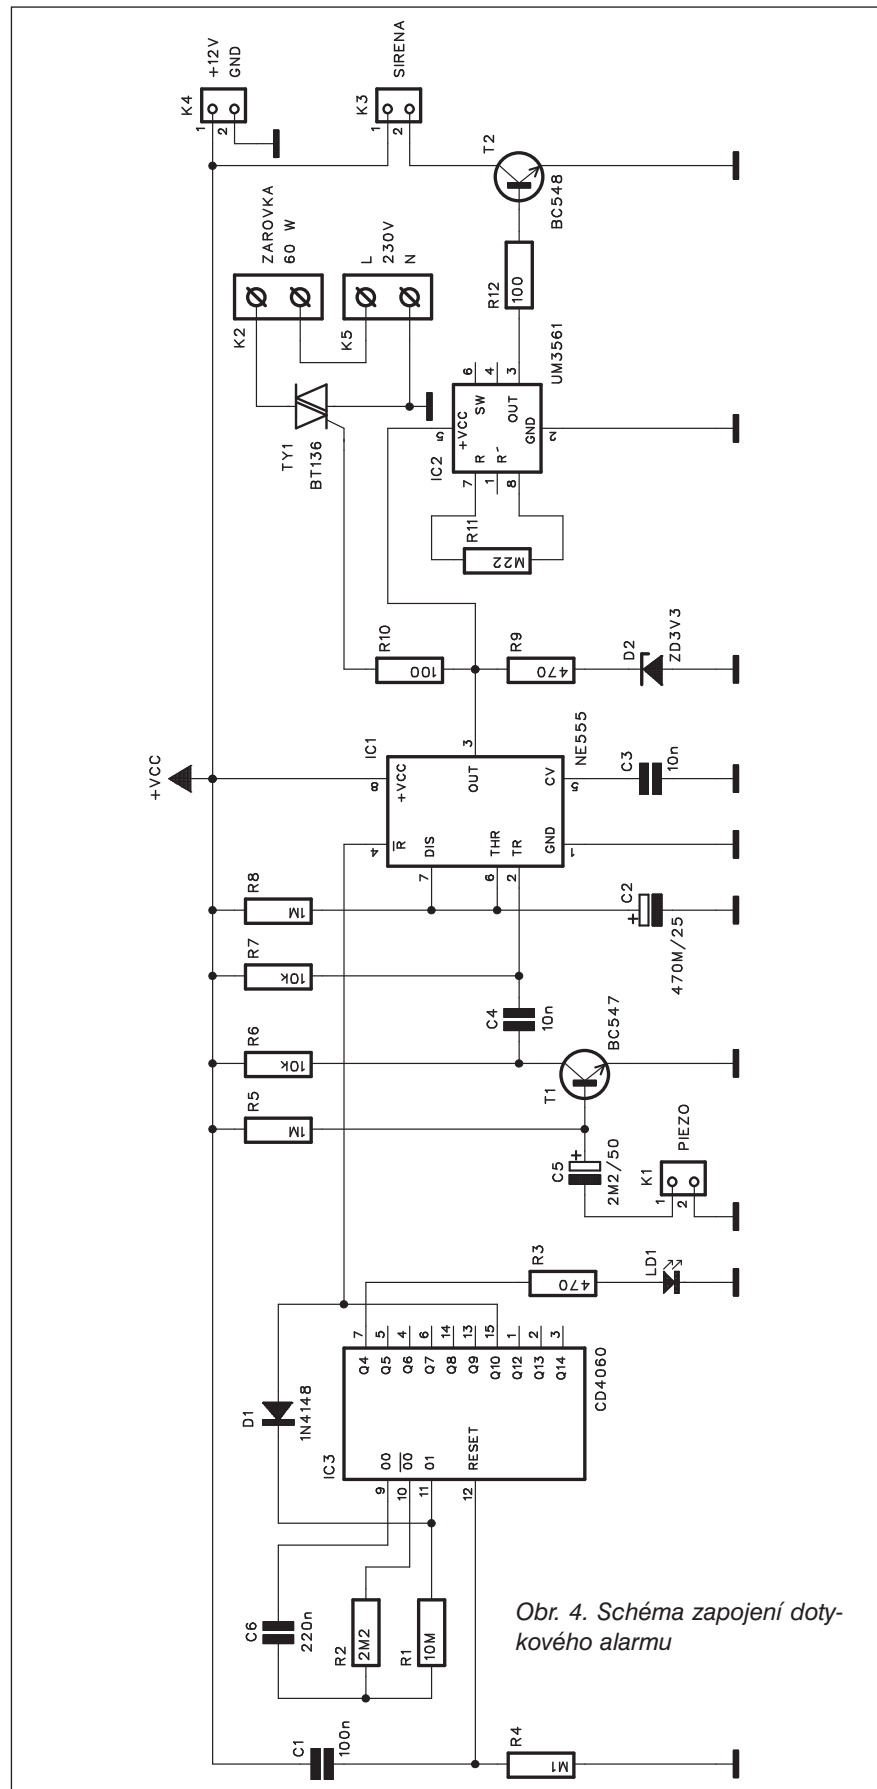 +12V
GND
K4
1
2
SIRENA
K3
1
2
T2
BC548
ZAROVKA
60 W
K2
L
230V
N
K5
R12
100
TY1
BT136
UM3561
IC2
+VCC
5
SW
6
4
OUT
3
GND
2
R
7
R´
1
8
R11
M22
R10
100
R9
470
D2
ZD3V3
+VCC
IC1
NE555
+VCC
8
R
4
OUT
3
CV
5
DIS
7
THR
6
TR
2
GND
1
C3
10n
R8
1M
R7
10k
R6
10k
R5
1M
C2
+
470M/25
C4
10n
T1
BC547
C5
+
2M2/50
K1
1
2
PIEZO
R3
470
LD1
D1
1N4148
IC3
CD4060
Q4
7
Q5
5
Q6
4
Q7
6
Q8
14
Q9
13
Q10
15
Q12
1
Q13
2
Q14
3
OO
9
OO
10
O1
11
RESET
12
C6
220n
R2
2M2
R1
10M
C1
100n
R4
M1
Obr. 4. Schéma zapojení doty-
kového alarmu